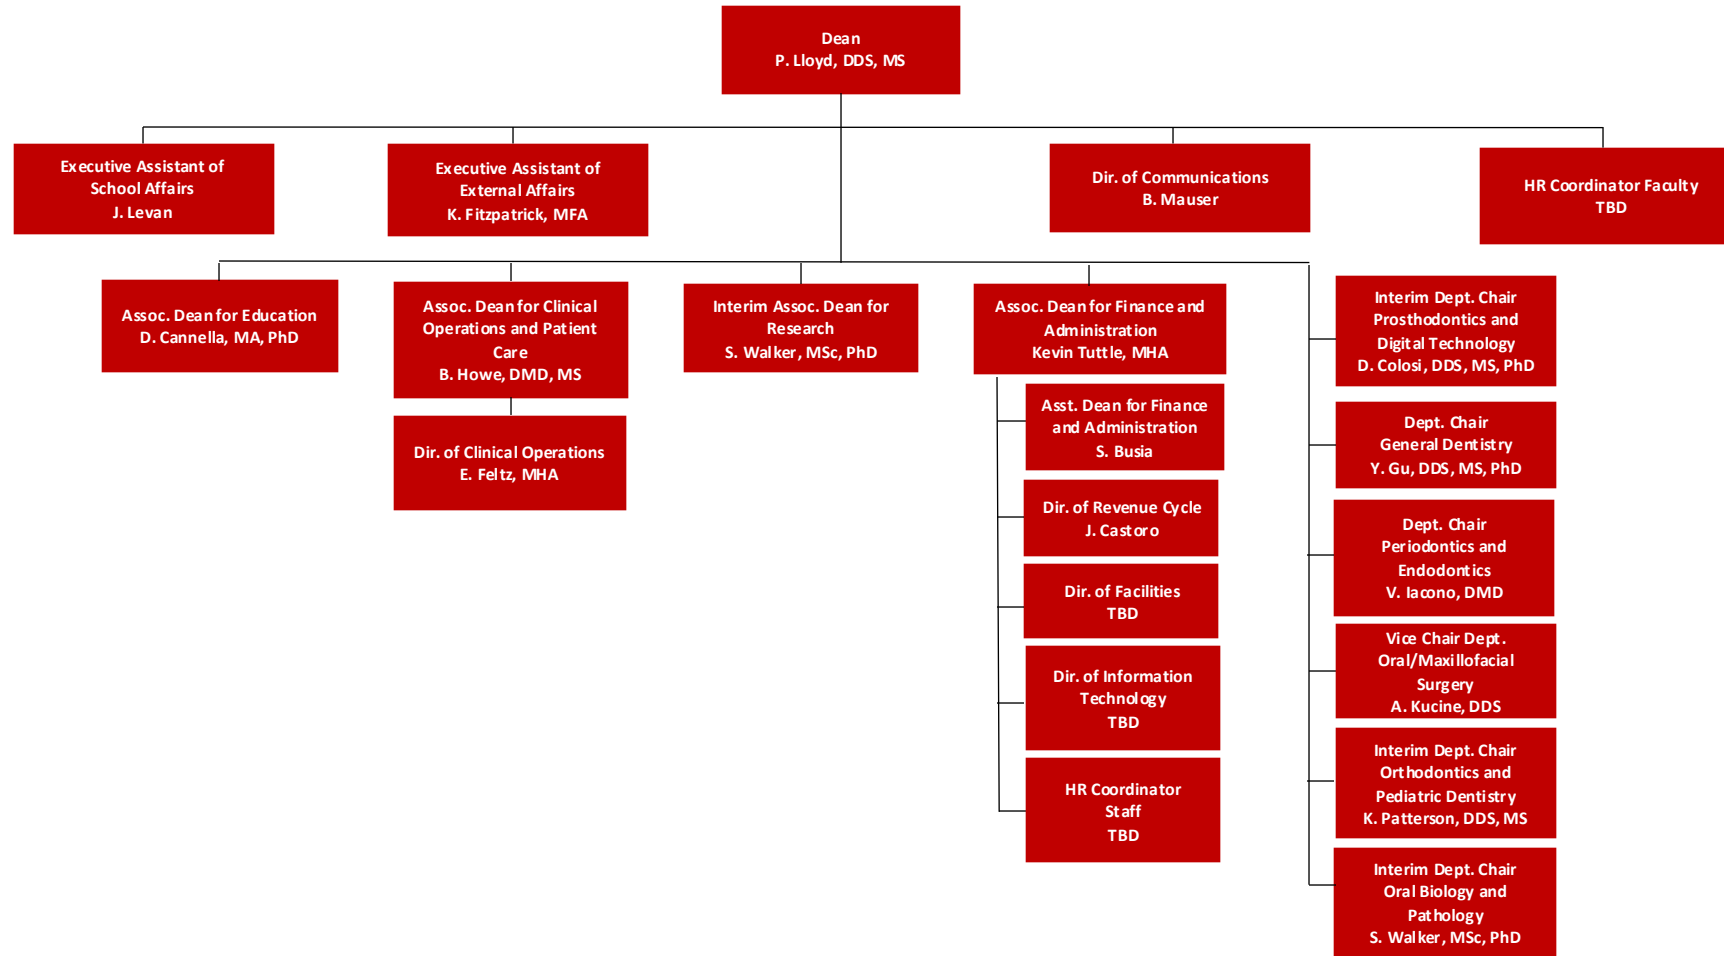 Dean
P. Lloyd, DDS, MS
Executive Assistant of
School Affairs
J. Levan
Executive Assistant of
External Affairs
K. Fitzpatrick, MFA
Dir. of Communications
B. Mauser
HR Coordinator Faculty
TBD
Assoc. Dean for Education
D. Cannella, MA, PhD
Assoc. Dean for Clinical
Operations and Patient
Care
B. Howe, DMD, MS
Dir. of Clinical Operations
E. Feltz, MHA
Interim Assoc. Dean for
Research
S. Walker, MSc, PhD
Assoc. Dean for Finance and
Administration
Kevin Tuttle, MHA
Asst. Dean for Finance
and Administration
S. Busia
Dir. of Revenue Cycle
J. Castoro
Dir. of Facilities
TBD
Dir. of Information
Technology
TBD
HR Coordinator
Staff
TBD
Interim Dept. Chair
Prosthodontics and
Digital Technology
D. Colosi, DDS, MS, PhD
Dept. Chair
General Dentistry
Y. Gu, DDS, MS, PhD
Dept. Chair
Periodontics and
Endodontics
V. Iacono, DMD
Vice Chair Dept.
Oral/Maxillofacial
Surgery
A. Kucine, DDS
Interim Dept. Chair
Orthodontics and
Pediatric Dentistry
K. Patterson, DDS, MS
Interim Dept. Chair
Oral Biology and
Pathology
S. Walker, MSc, PhD